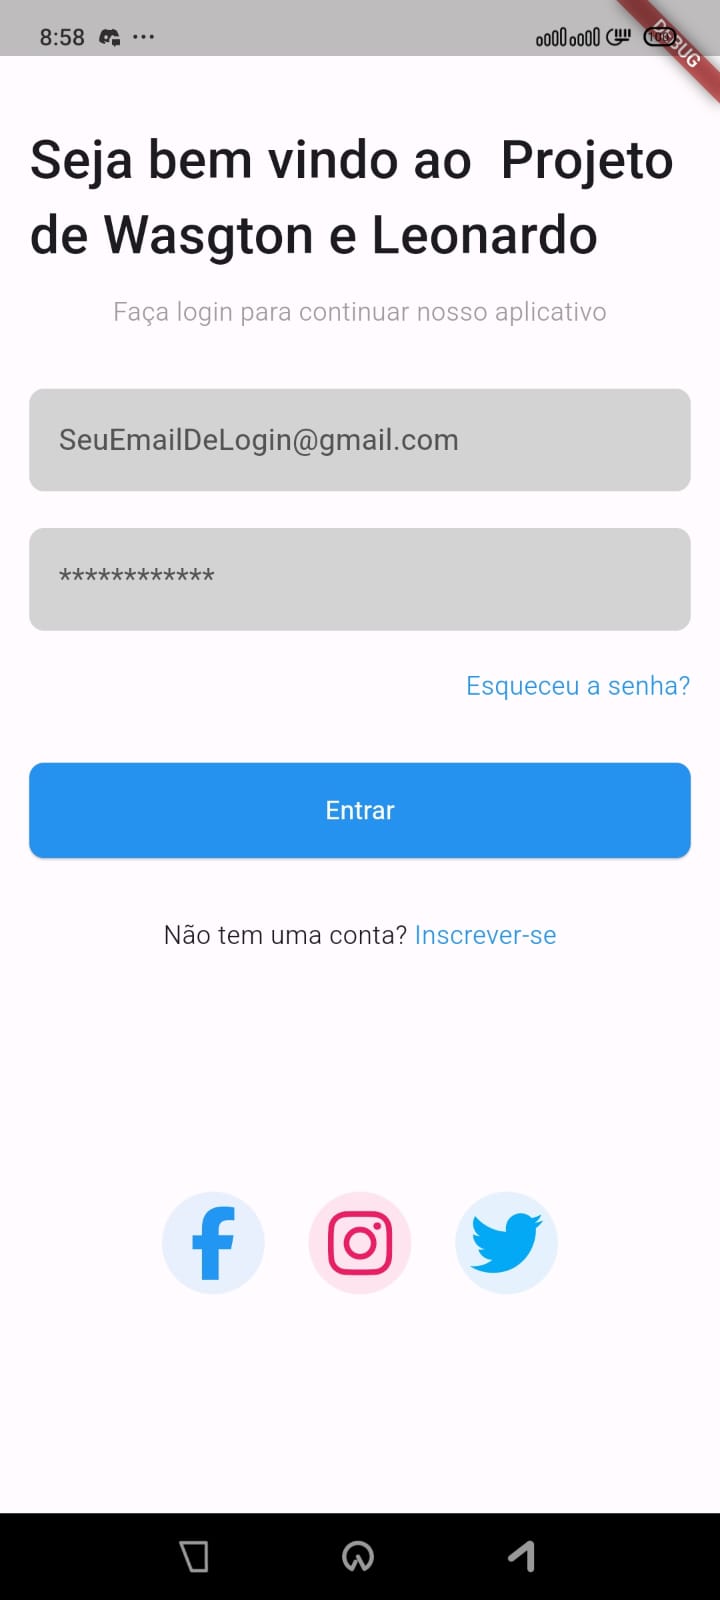 8:58
DEBUG
Seja bem vindo ao  Projeto
de Wasgton e Leonardo
Faça login para continuar nosso aplicativo
SeuEmailDeLogin@gmail.com
************
Esqueceu a senha?
Entrar
Não tem uma conta? Inscrever-se